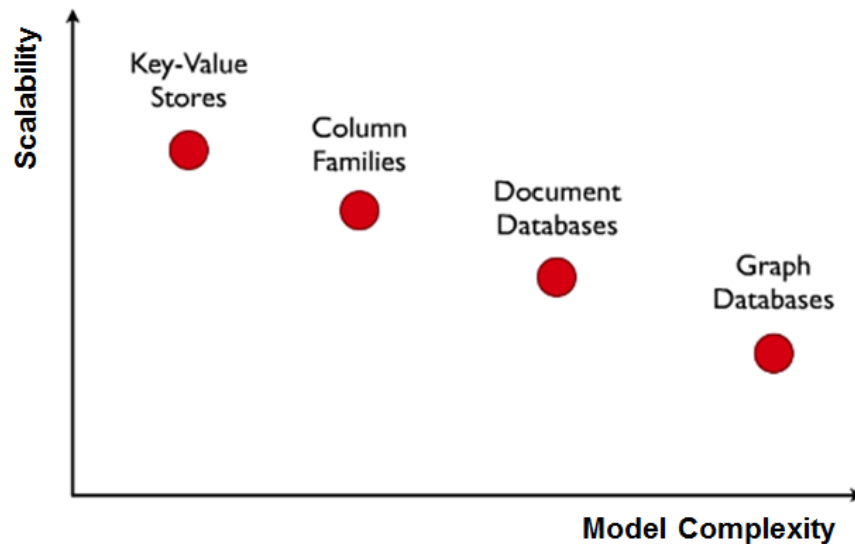 Scalability
Key-Value
Stores
Column
Families
Document
Databases
Graph
Databases
Model Complexity